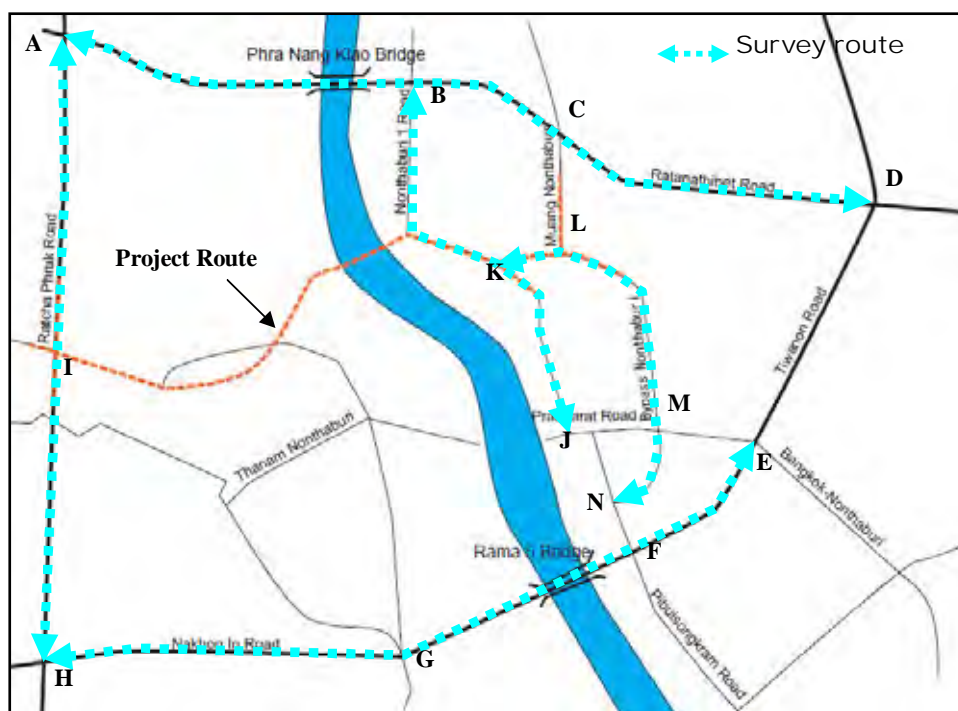 A
Phra Nang Klao Bridge
Survey route
B
C
Nonthaburi 1 Road
Muang Nonthaburi
Ratanathibet Road
D
L
Project Route
K
Ratcha Phruk Road
Tiwanon Road
I
Bypass Nonthaburi
M
Road
J
Thanam Nonthaburi
E
Bangkok-Nonthaburi
N
Rama 5 Bridge
F
Pibulsongkram Road
Nakhon In Road
G
H